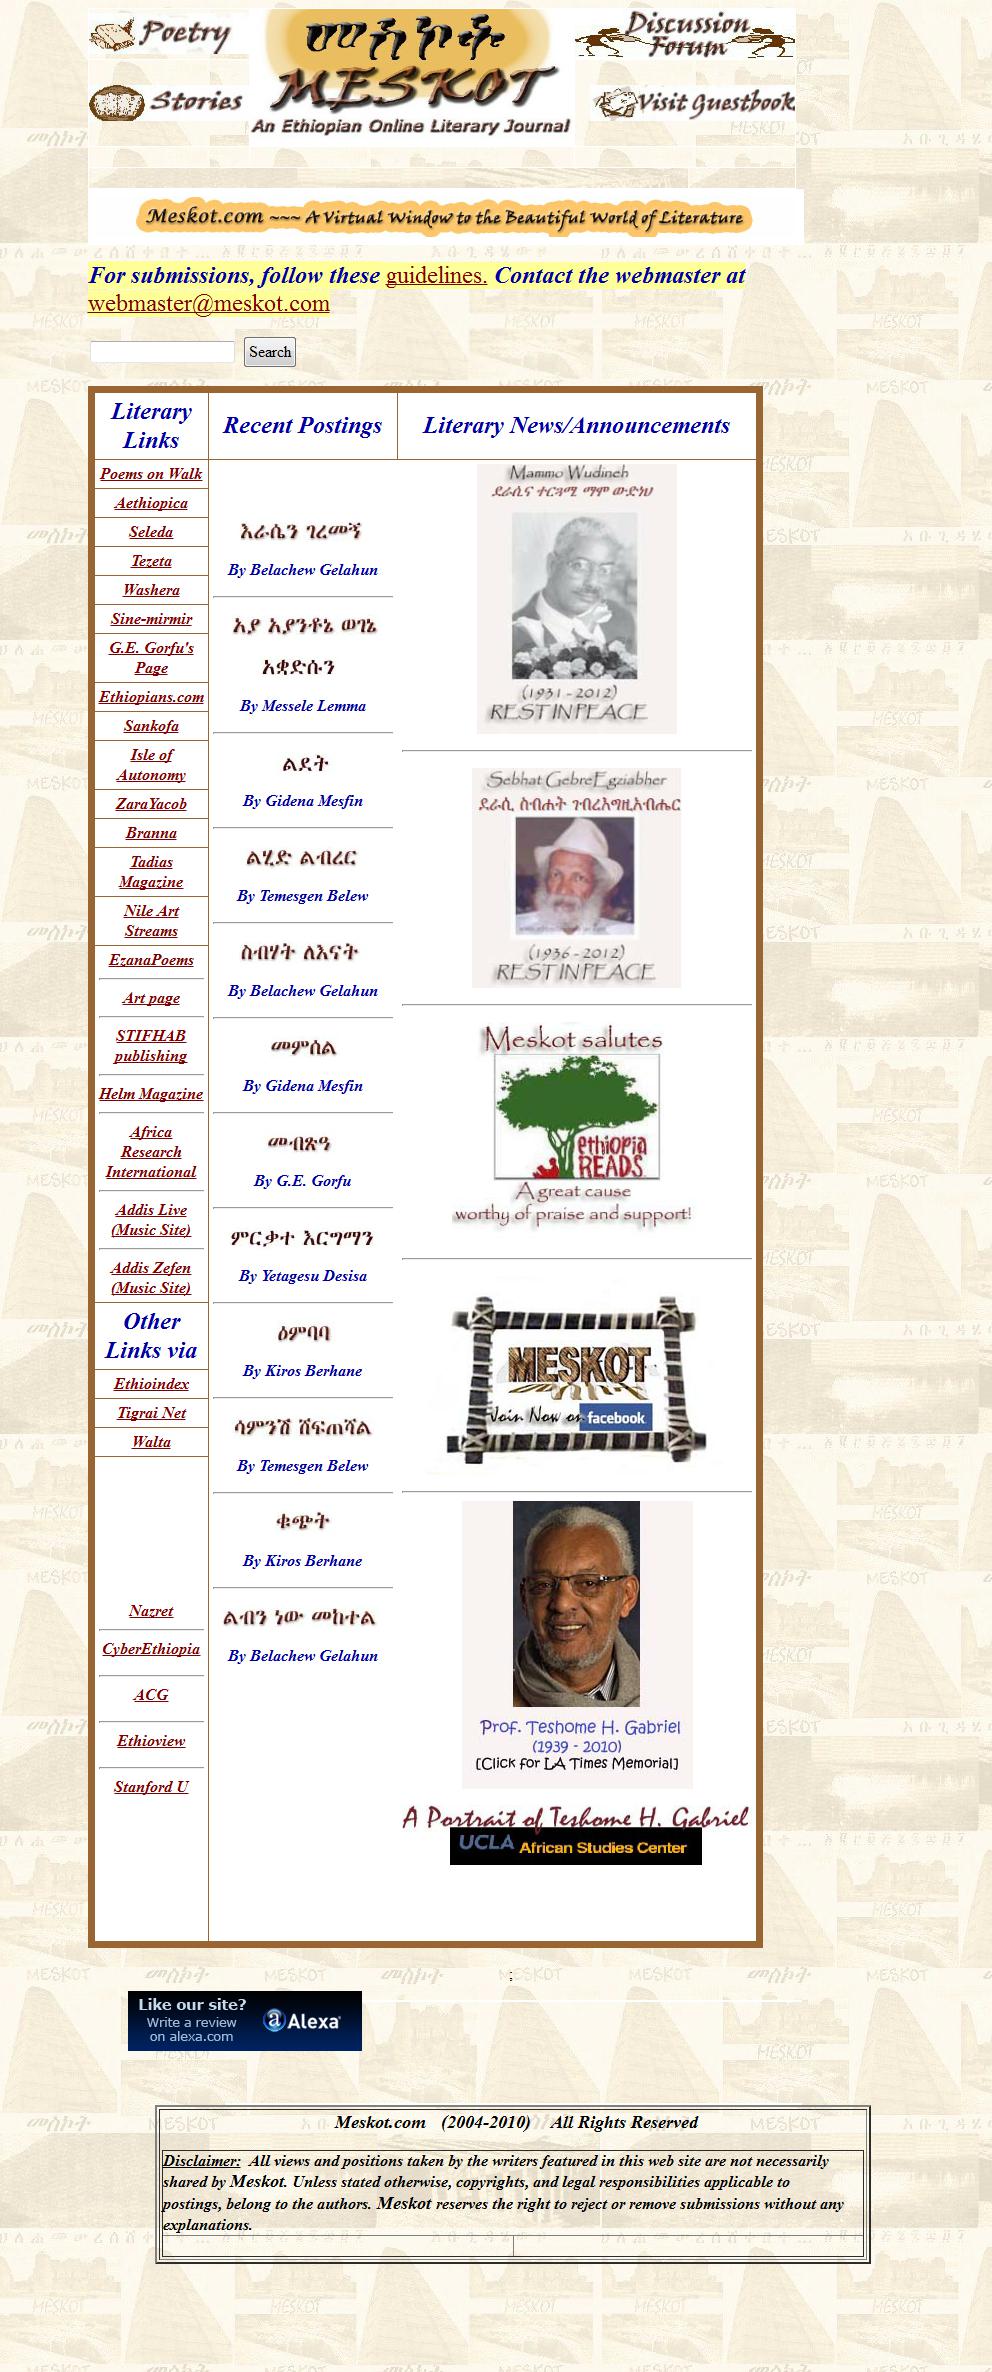 Poetry
Stories
መስኮት
MESKOT
An Ethiopian Online Literary Journal
Discussion
Forum
Visit Guestbook
Meskot.com ~~~ A Virtual Window to the Beautiful World of Literature
For submissions, follow these guidelines. Contact the webmaster at
webmaster@meskot.com
Search
Literary
Links
Poems on Walk
Aethiopica
Seleda
Tezeta
Washera
Sine-mirmir
G.E. Gorfu's
Page
Ethiopians.com
Sankofa
Isle of
Autonomy
ZaraYacob
Branna
Tadias
Magazine
Nile Art
Streams
EzanaPoems
Art page
STIFHAB
publishing
Helm Magazine
Africa
Research
International
Addis Live
(Music Site)
Addis Zefen
(Music Site)
Other
Links via
Ethioindex
Tigrai Net
Walta
Nazret
CyberEthiopia
ACG
Ethioview
Stanford U
Recent Postings
እራሴን ገረመኝ
By Belachew Gelahun
አያ አያንቶኔ ወገኔ
አቋድሱን
By Messele Lemma
ልደት
By Gidena Mesfin
ልሂድ ልብረር
By Temesgen Belew
ስብሃት ለእናት
By Belachew Gelahun
መምሰል
By Gidena Mesfin
መብጽዓ
By G.E. Gorfu
ምርቃተ እርግማን
By Yetagesu Desisa
ዕምባባ
By Kiros Berhane
ሳምንሽ ሽፍጠሻል
By Temesgen Belew
ቁጭት
By Kiros Berhane
ልብን ነው መከተል
By Belachew Gelahun
Literary News/Announcements
Mammo Wudineh
ደራሲና ተርጓሚ ማሞ ውድነህ
(1931 - 2012)
REST IN PEACE
Sebhat GebreEgziabher
ደራሲ ስብሐት ገብረእግዚአብሔር
(1936 - 2012)
REST IN PEACE
Meskot salutes
ethiopia
READS
A great cause
worthy of praise and support!
MESKOT
Join Now on facebook
Prof. Teshome H. Gabriel
(1939 - 2010)
[Click for LA Times Memorial]
A Portrait of Teshome H. Gabriel
UCLA African Studies Center
Like our site?
Write a review
on alexa.com
Alexa
Meskot.com (2004-2010) All Rights Reserved
Disclaimer: All views and positions taken by the writers featured in this web site are not necessarily
shared by Meskot. Unless stated otherwise, copyrights, and legal responsibilities applicable to
postings, belong to the authors. Meskot reserves the right to reject or remove submissions without any
explanations.